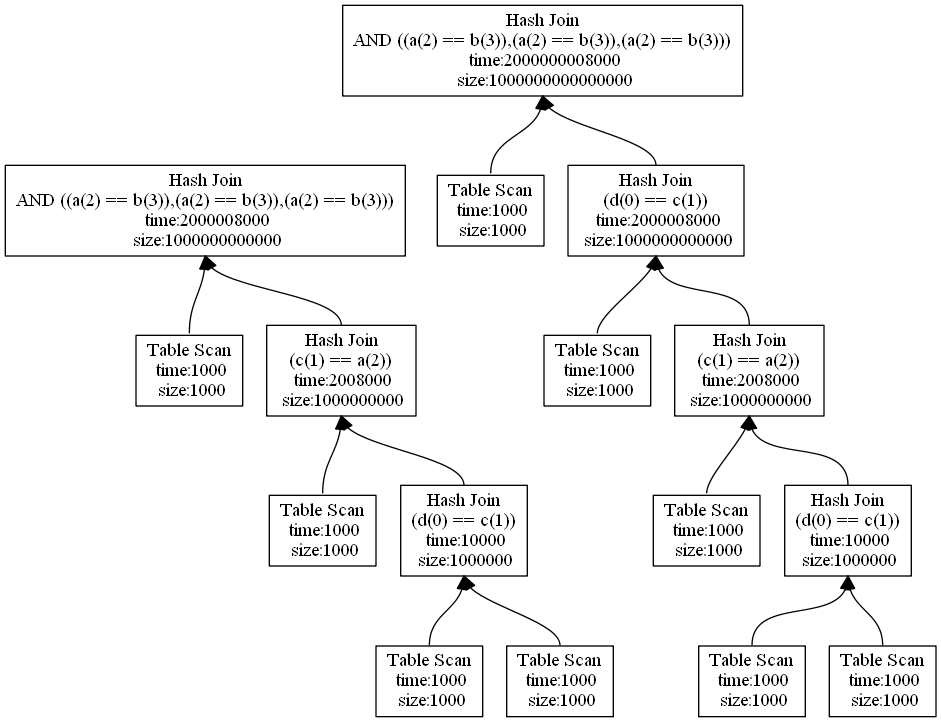 Hash Join
AND ((a(2) == b(3)),(a(2) == b(3)),(a(2) == b(3)))
time:2000000008000
size:1000000000000000
Hash Join
AND ((a(2) == b(3)),(a(2) == b(3)),(a(2) == b(3)))
time:2000008000
size:1000000000000
Table Scan
time:1000
size:1000
Hash Join
(d(0) == c(1))
time:2000008000
size:1000000000000
Table Scan
time:1000
size:1000
Hash Join
(c(1) == a(2))
time:2008000
size:1000000000
Table Scan
time:1000
size:1000
Hash Join
(c(1) == a(2))
time:2008000
size:1000000000
Table Scan
time:1000
size:1000
Hash Join
(d(0) == c(1))
time:10000
size:1000000
Table Scan
time:1000
size:1000
Hash Join
(d(0) == c(1))
time:10000
size:1000000
Table Scan
time:1000
size:1000
Table Scan
time:1000
size:1000
Table Scan
time:1000
size:1000
Table Scan
time:1000
size:1000